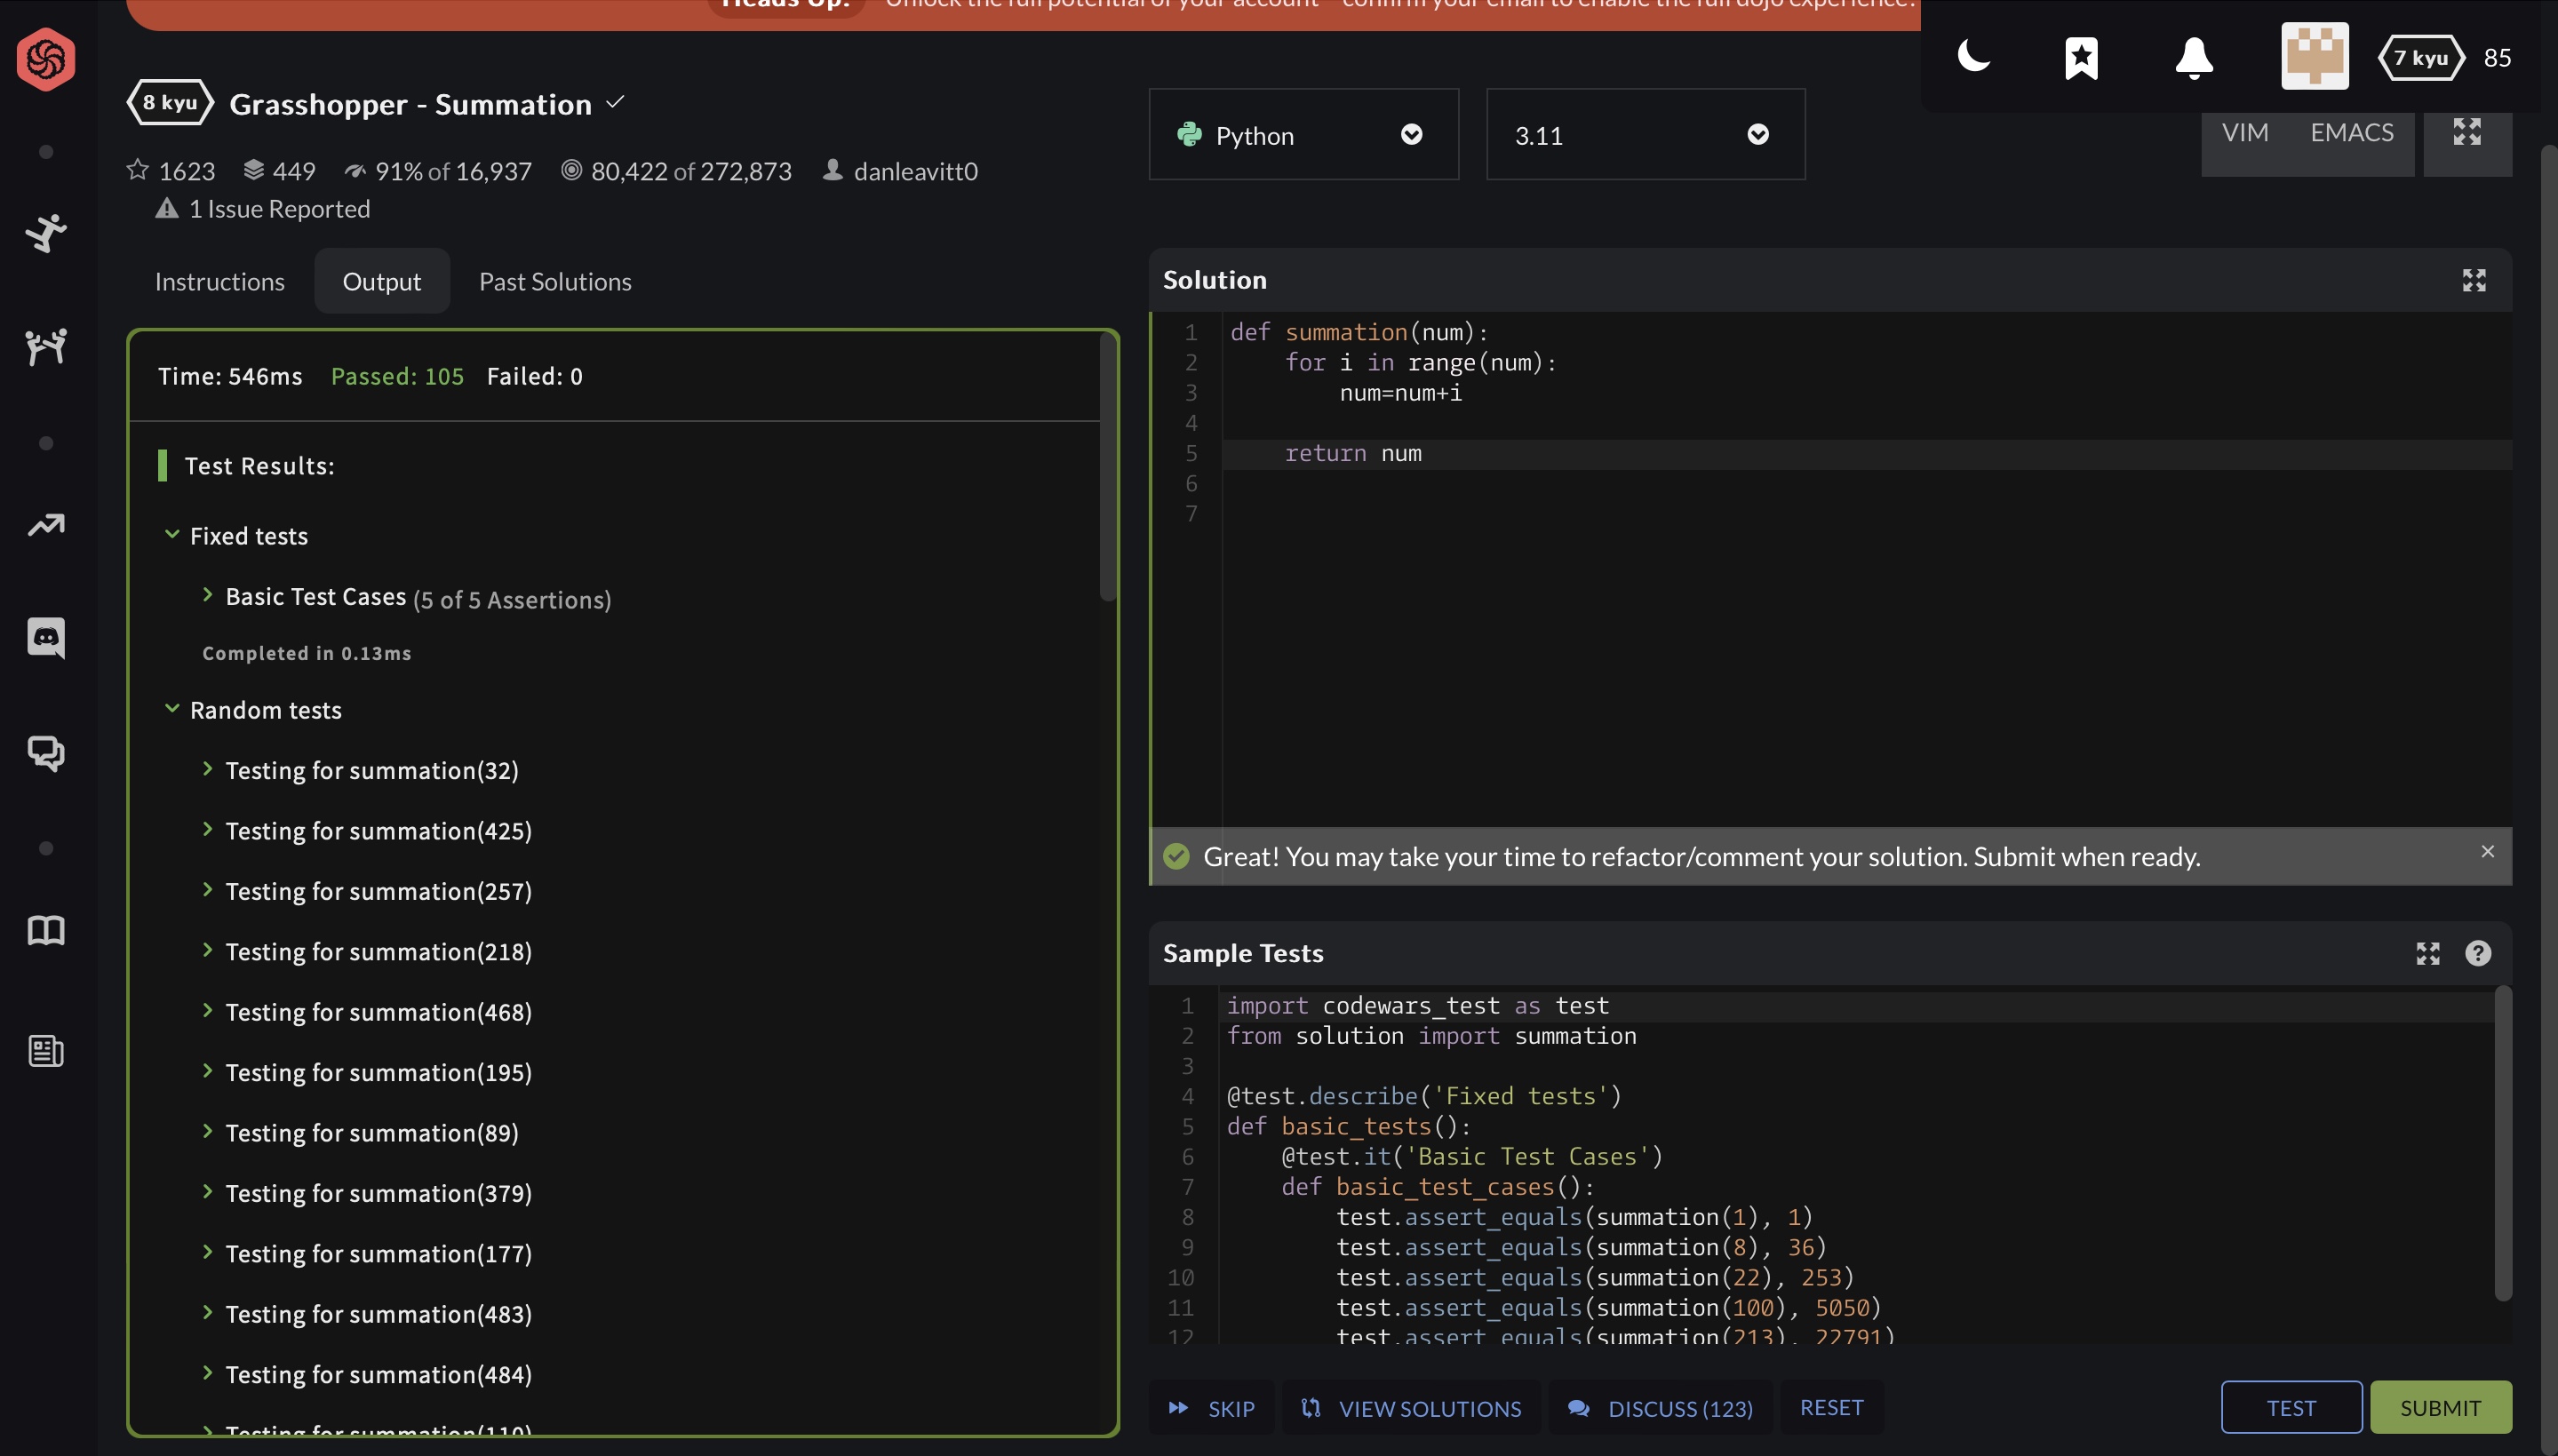 Heads Up! Unlock the full potential of your account - confirm your email to enable the full dojo experience.
7 kyu 85
8 kyu Grasshopper - Summation
1623 449 91% of 16,937 80,422 of 272,873 danleavitt0
1 Issue Reported
Python 3.11 VIM EMACS
Instructions Output Past Solutions
Time: 546ms Passed: 105 Failed: 0
Test Results:
Fixed tests
Basic Test Cases (5 of 5 Assertions)
Completed in 0.13ms
Random tests
Testing for summation(32)
Testing for summation(425)
Testing for summation(257)
Testing for summation(218)
Testing for summation(468)
Testing for summation(195)
Testing for summation(89)
Testing for summation(379)
Testing for summation(177)
Testing for summation(483)
Testing for summation(484)
Testing for summation(110)
Solution
1 def summation(num):
2     for i in range(num):
3         num=num+i
4
5     return num
6
7
Great! You may take your time to refactor/comment your solution. Submit when ready.
Sample Tests
1 import codewars_test as test
2 from solution import summation
3
4 @test.describe('Fixed tests')
5 def basic_tests():
6     @test.it('Basic Test Cases')
7     def basic_test_cases():
8         test.assert_equals(summation(1), 1)
9         test.assert_equals(summation(8), 36)
10         test.assert_equals(summation(22), 253)
11         test.assert_equals(summation(100), 5050)
12         test.assert_equals(summation(213), 22791)
SKIP VIEW SOLUTIONS DISCUSS (123) RESET TEST SUBMIT